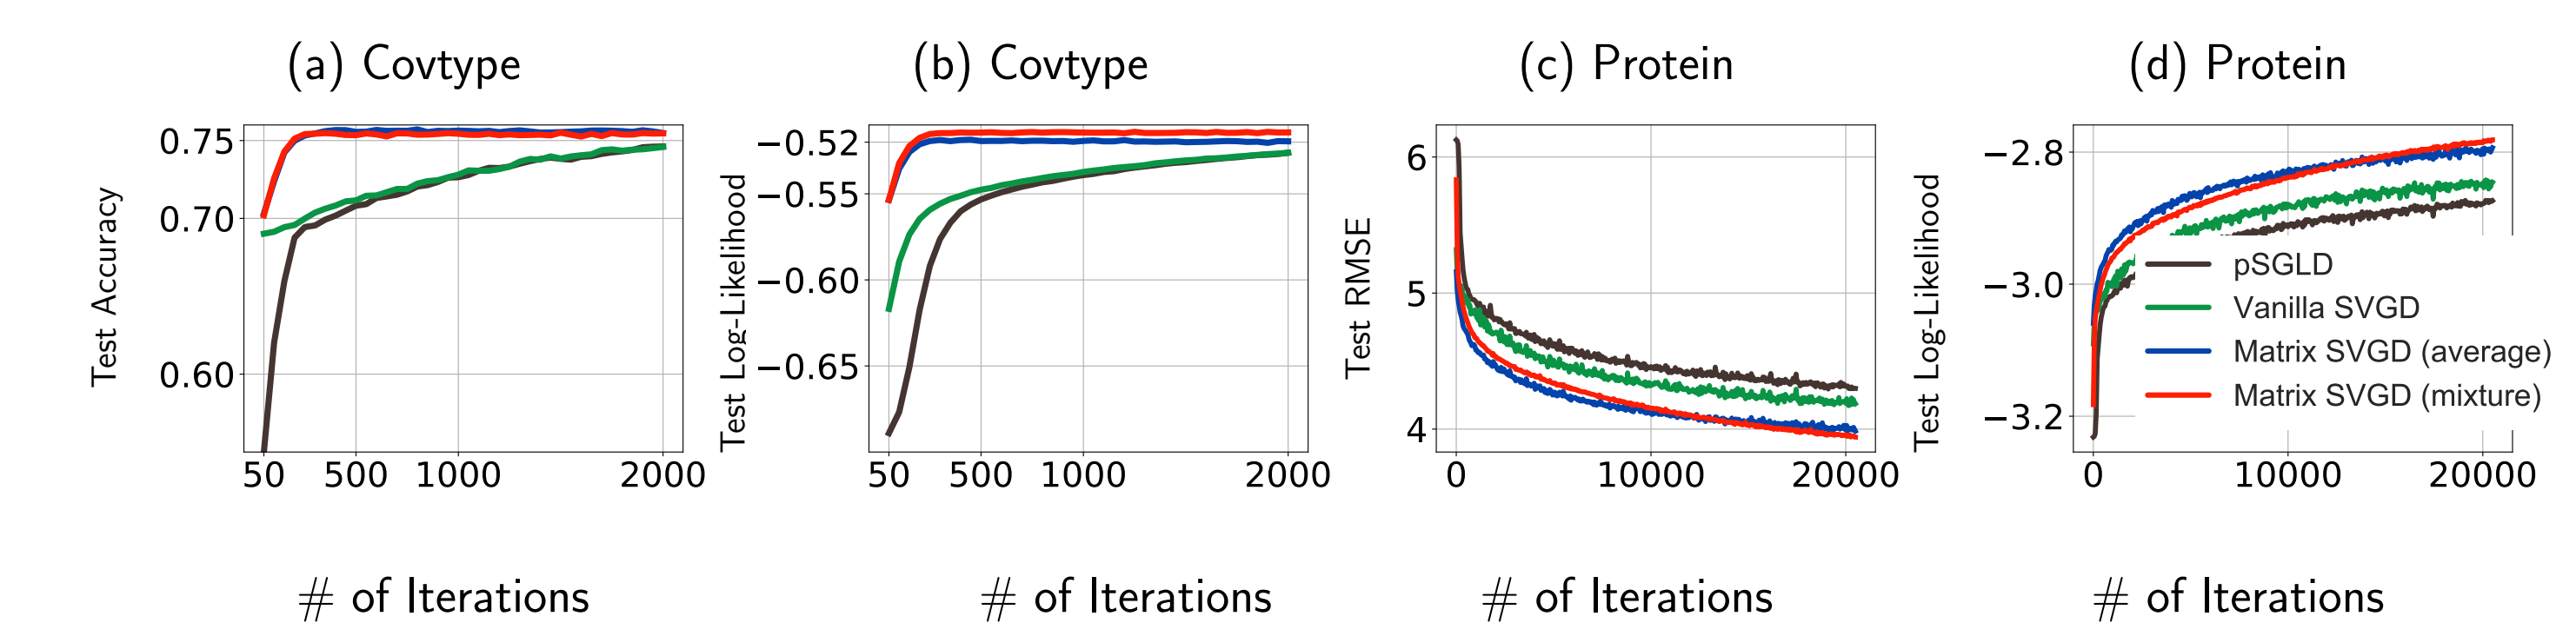 (a) Covtype
(b) Covtype
(c) Protein
(d) Protein
Test Accuracy
0.75
0.70
0.60
50 500 1000 2000
Test Log-Likelihood
−0.52
−0.55
−0.60
−0.65
50 500 1000 2000
Test RMSE
6
5
4
0 10000 20000
Test Log-Likelihood
−2.8
−3.0
−3.2
0 10000 20000
pSGLD
Vanilla SVGD
Matrix SVGD (average)
Matrix SVGD (mixture)
# of Iterations
# of Iterations
# of Iterations
# of Iterations